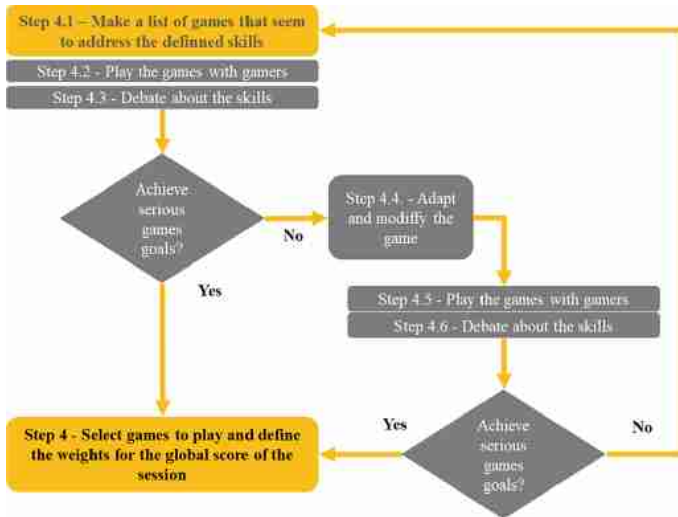 Step 4.1 – Make a list of games that seem
to address the definned skills
Step 4.2 - Play the games with gamers
Step 4.3 - Debate about the skills
Achieve
serious
games
goals?
No
Step 4.4. - Adapt
and modiffy the
game
Yes
Step 4.5 - Play the games with gamers
Step 4.6 - Debate about the skills
Step 4 - Select games to play and define
the weights for the global score of the
session
Yes
Achieve
serious
games
goals?
No